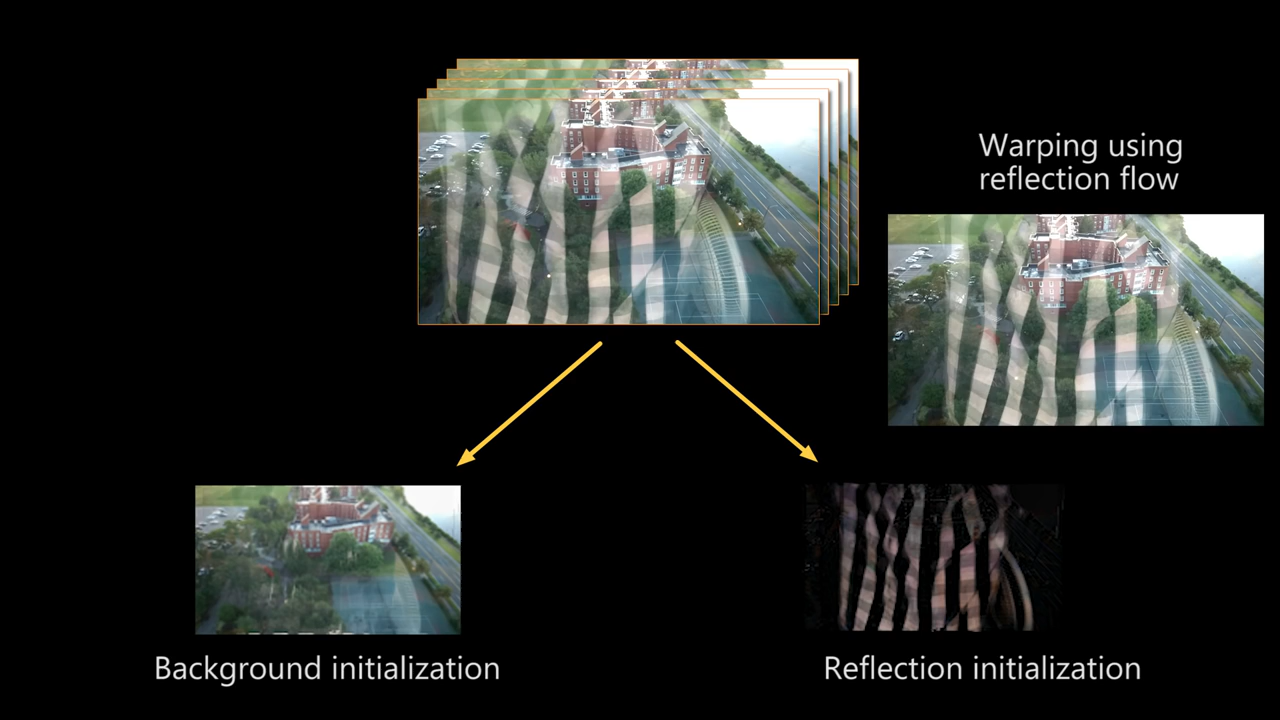 Warping using
reflection flow
Background initialization
Reflection initialization